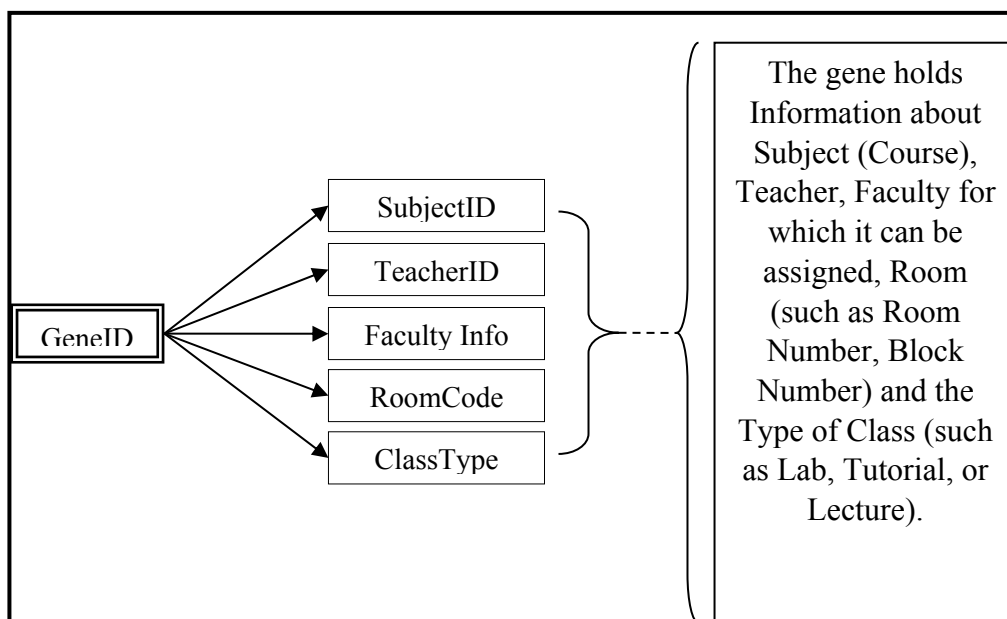 GeneID
SubjectID
TeacherID
Faculty Info
RoomCode
ClassType
The gene holds
Information about
Subject (Course),
Teacher, Faculty for
which it can be
assigned, Room
(such as Room
Number, Block
Number) and the
Type of Class (such
as Lab, Tutorial, or
Lecture).